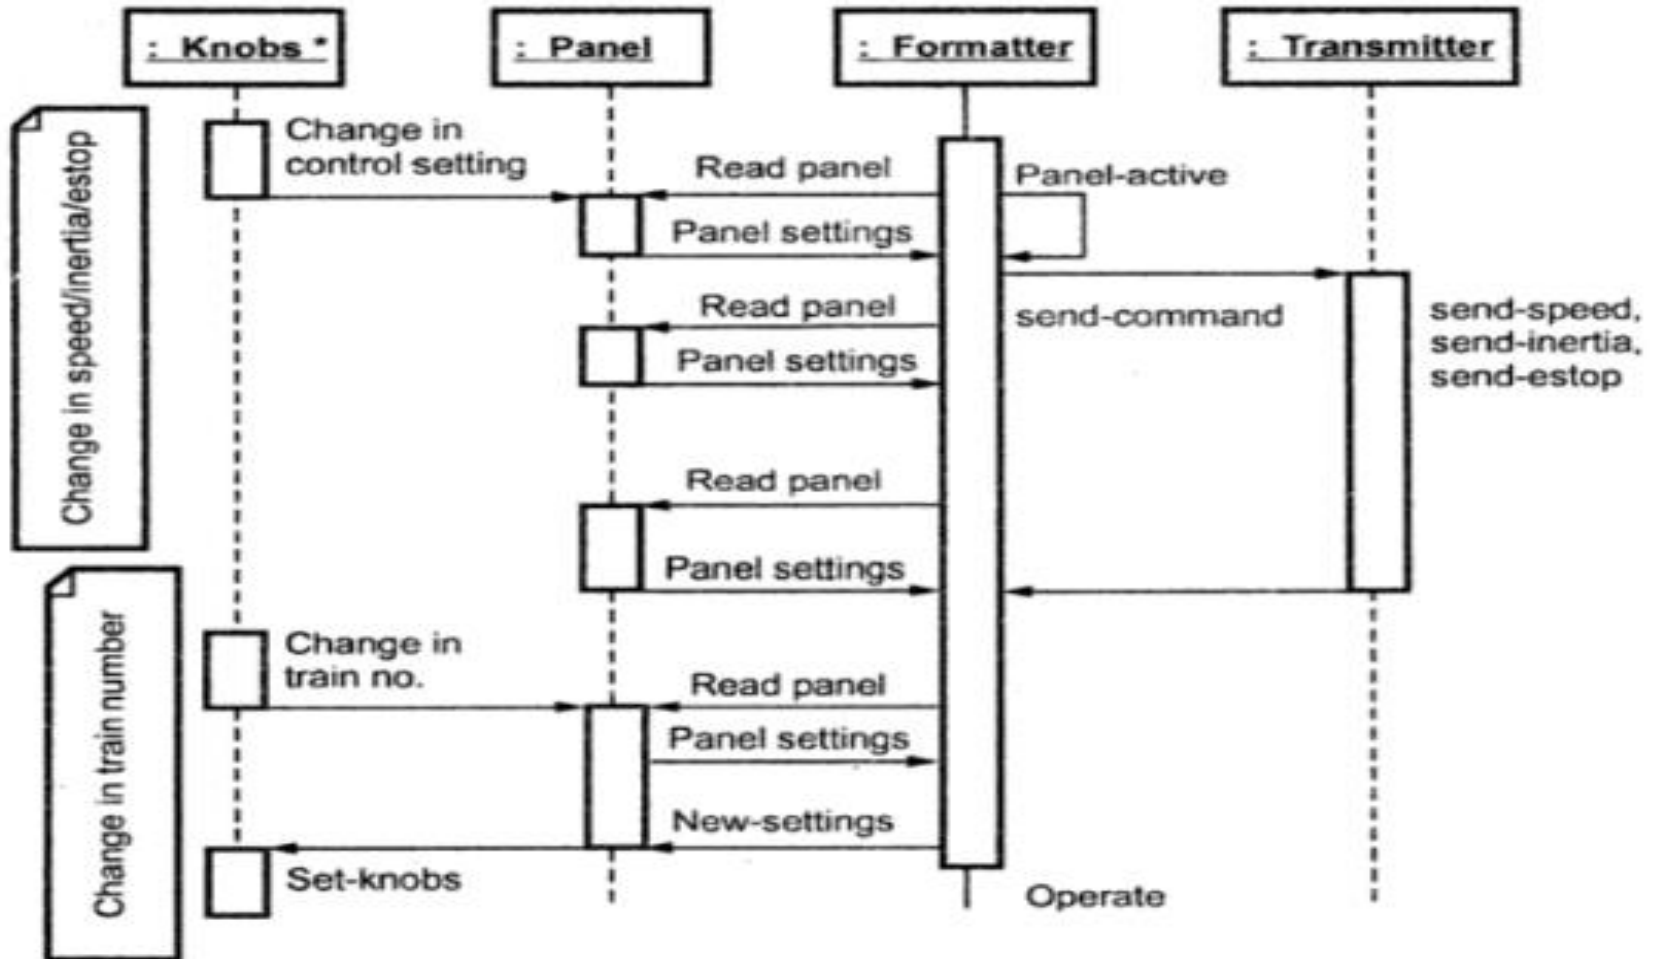 : Knobs *
: Panel
: Formatter
: Transmitter
Change in speed/inertia/estop
Change in
control setting
Read panel
Panel-active
Panel settings
Read panel
send-command
send-speed,
send-inertia,
send-estop
Panel settings
Read panel
Panel settings
Change in train number
Change in
train no.
Read panel
Panel settings
New-settings
Set-knobs
Operate